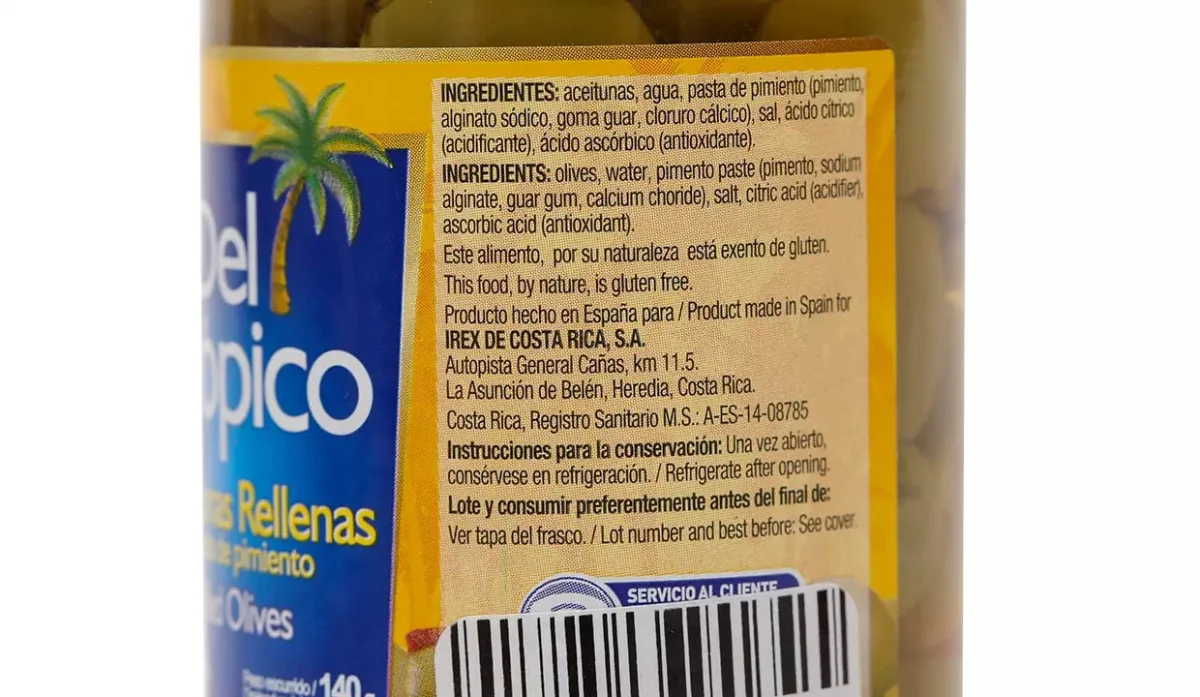 INGREDIENTES: aceitunas, agua, pasta de pimiento (pimiento,
alginato sódico, goma guar, cloruro cálcico), sal, ácido cítrico
(acidificante), ácido ascórbico (antioxidante).
INGREDIENTS: olives, water, pimento paste (pimento, sodium
alginate, guar gum, calcium choride), salt, citric acid (acidifier),
ascorbic acid (antioxidant).
Este alimento, por su naturaleza está exento de gluten.
This food, by nature, is gluten free.
Producto hecho en España para / Product made in Spain for
IREX DE COSTA RICA, S.A.
Autopista General Cañas, km 11.5.
La Asunción de Belén, Heredia, Costa Rica.
Costa Rica, Registro Sanitario M.S.: A-ES-14-08785
Instrucciones para la conservación: Una vez abierto,
consérvese en refrigeración. / Refrigerate after opening.
Lote y consumir preferentemente antes del final de:
Ver tapa del frasco. / Lot number and best before: See cover.
SERVICIO AL CLIENTE
Del
pico
Rellenas
de pimiento
Olives
Peso escurrido / 140 g